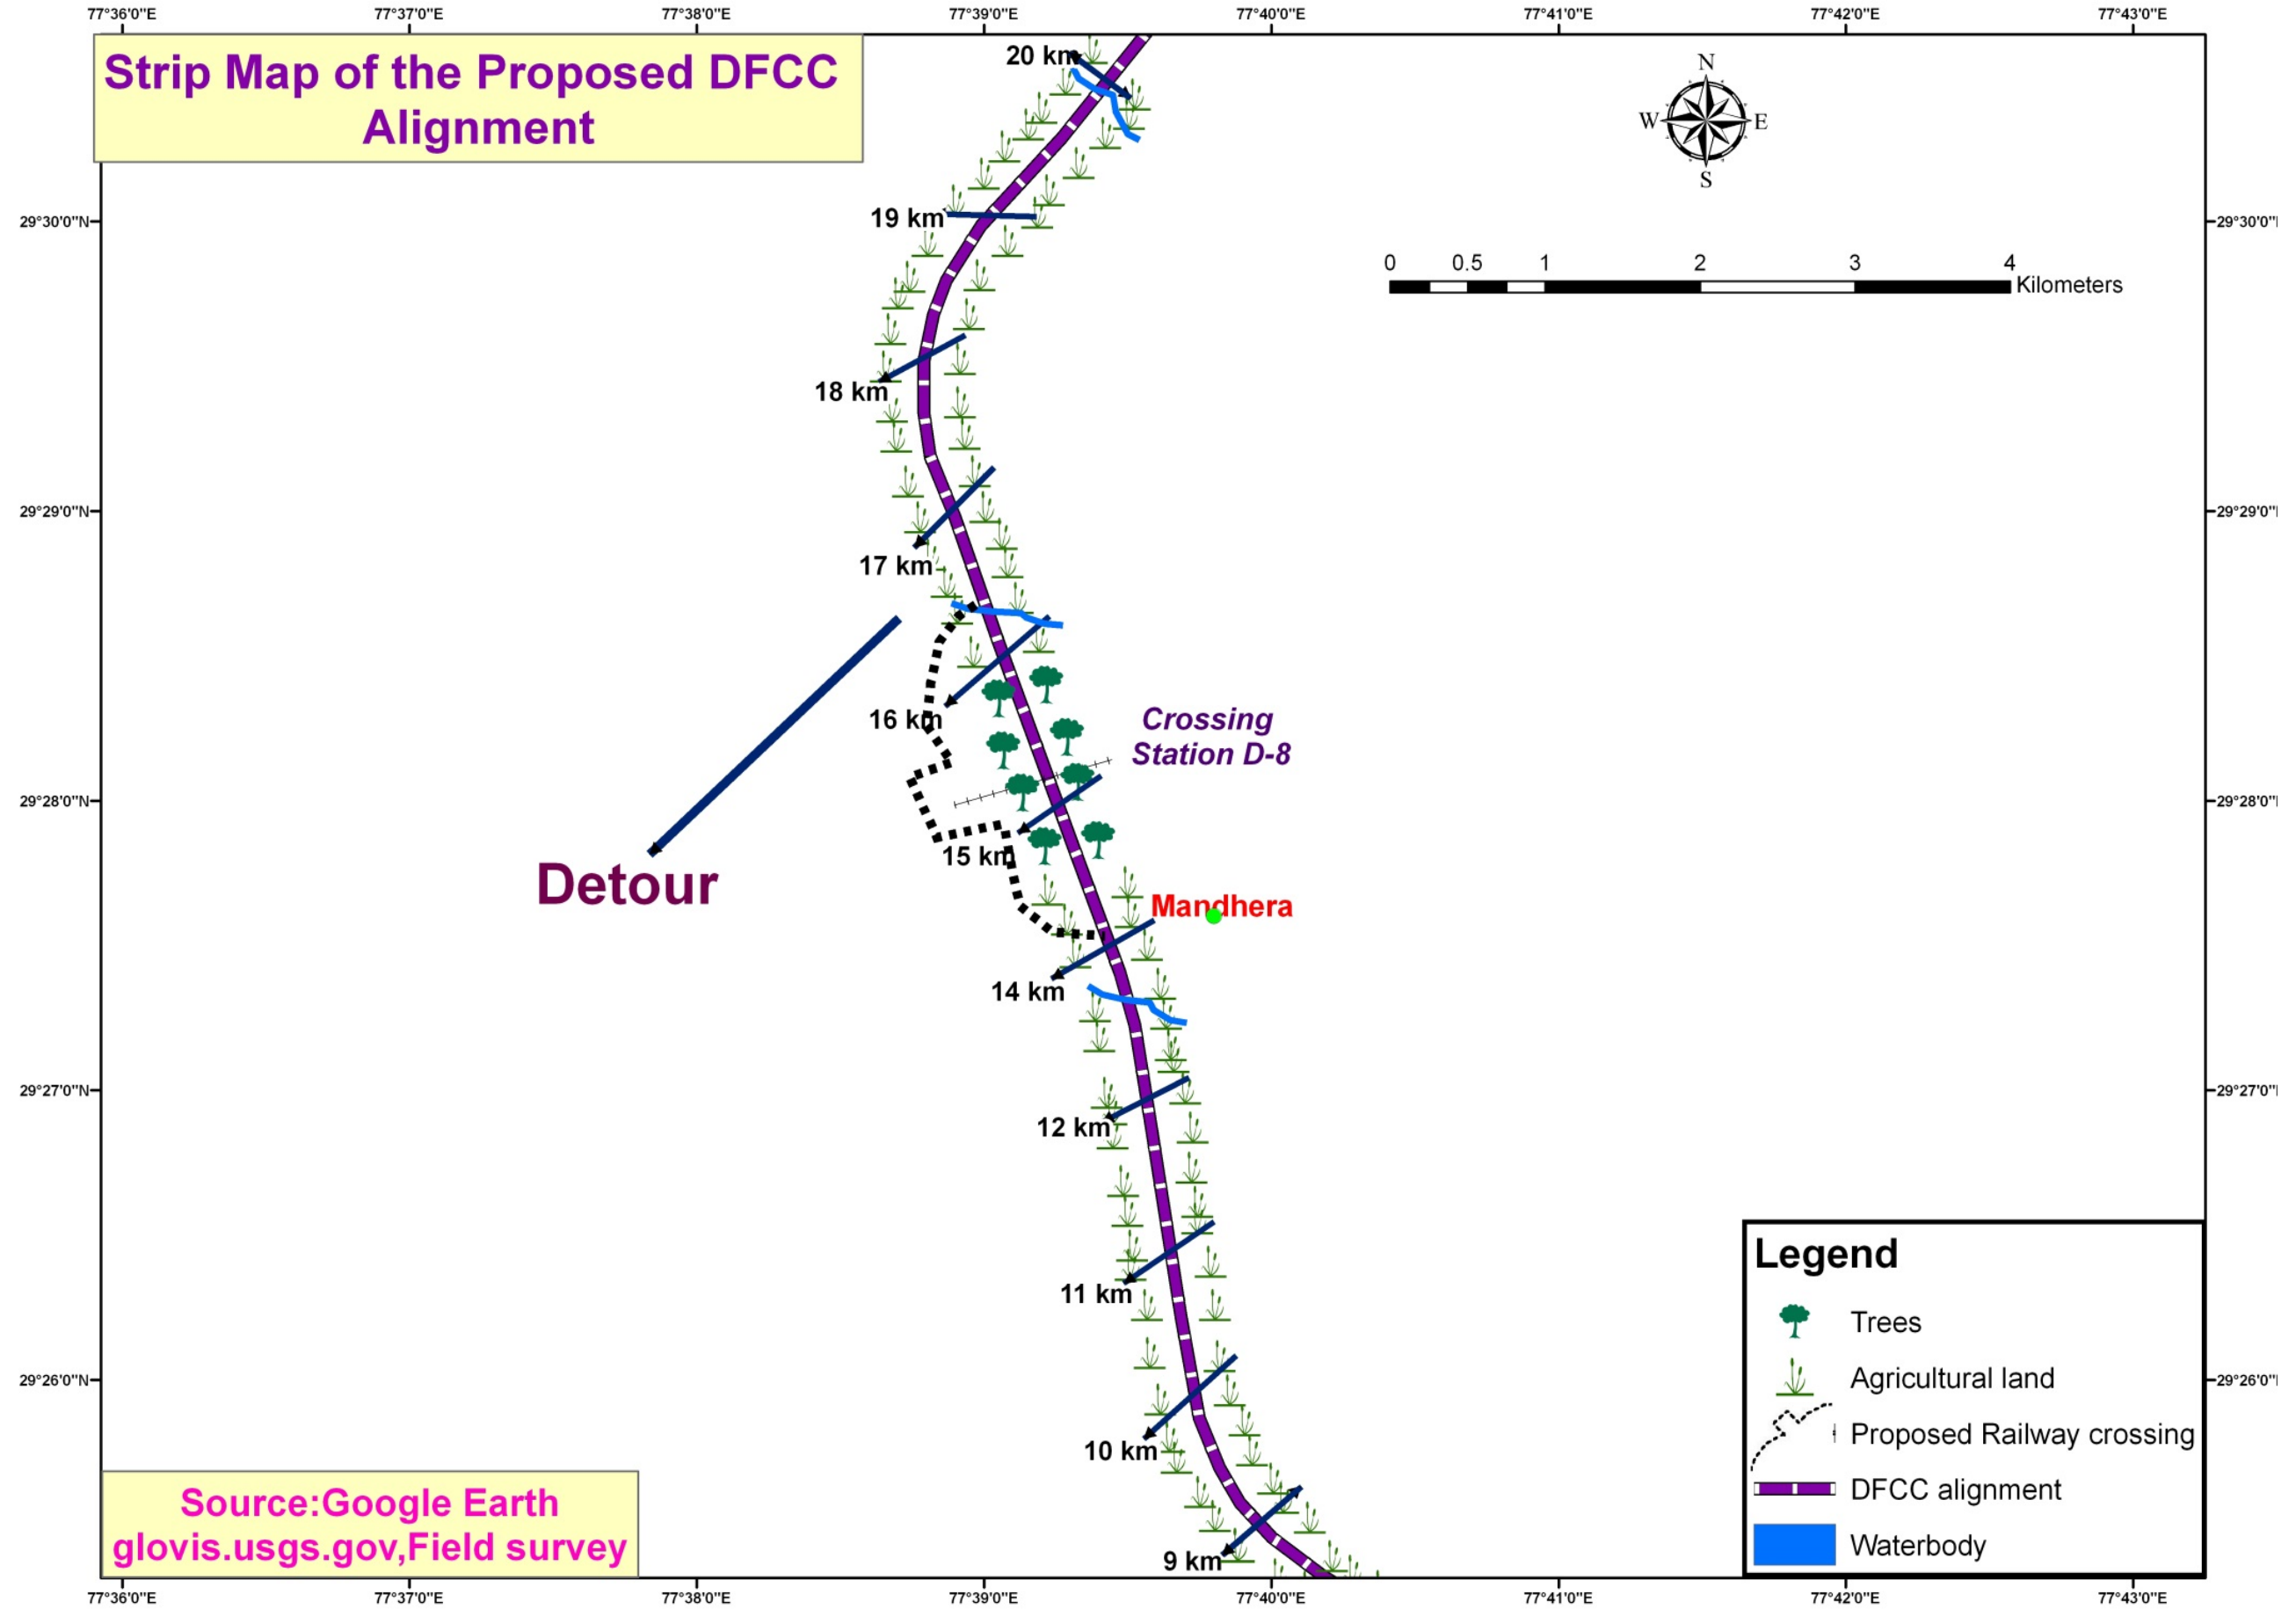 77°36'0"E 77°37'0"E 77°38'0"E 77°39'0"E 77°40'0"E 77°41'0"E 77°42'0"E 77°43'0"E
Strip Map of the Proposed DFCC
Alignment
20 km
N
W E
S
19 km
29°30'0"N 29°30'0"
0 0.5 1 2 3 4
Kilometers
18 km
29°29'0"N 29°29'0"
17 km
16 km
Crossing
Station D-8
29°28'0"N 29°28'0"
15 km
Detour
Mandhera
14 km
29°27'0"N 29°27'0"
12 km
11 km
29°26'0"N 29°26'0"
10 km
9 km
Legend
Trees
Agricultural land
Proposed Railway crossing
DFCC alignment
Waterbody
Source:Google Earth
glovis.usgs.gov,Field survey
77°36'0"E 77°37'0"E 77°38'0"E 77°39'0"E 77°40'0"E 77°41'0"E 77°42'0"E 77°43'0"E